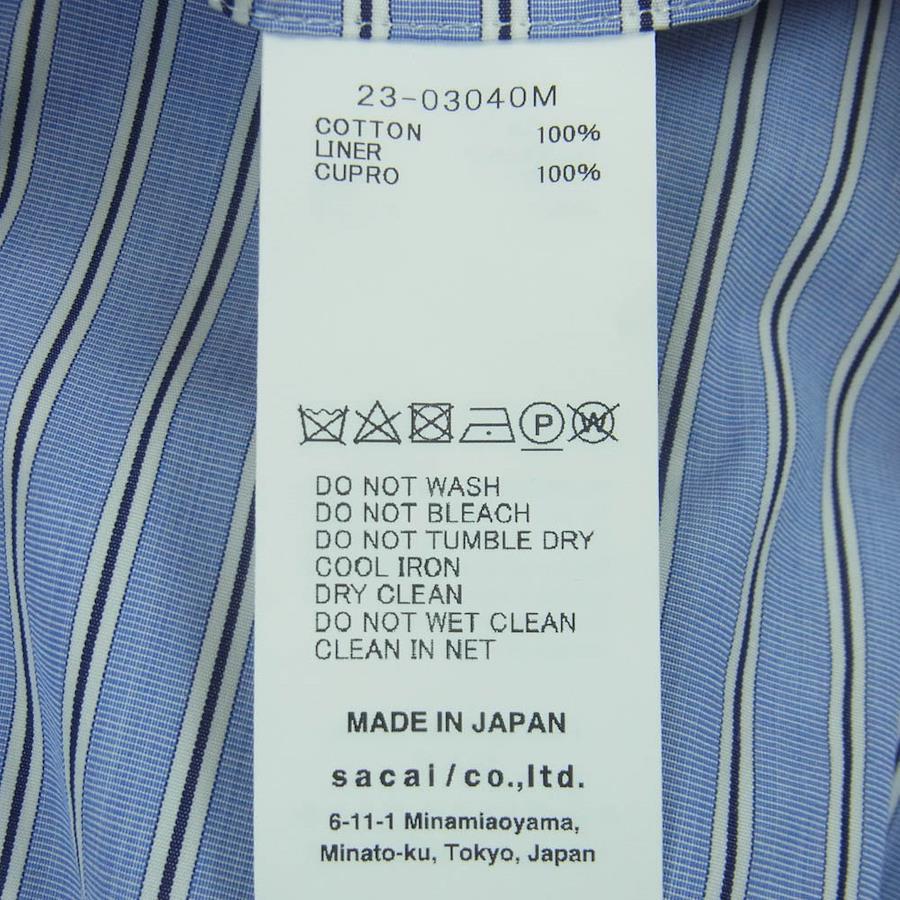 23-03040M
COTTON 100%
LINER
CUPRO 100%
P W
DO NOT WASH
DO NOT BLEACH
DO NOT TUMBLE DRY
COOL IRON
DRY CLEAN
DO NOT WET CLEAN
CLEAN IN NET
MADE IN JAPAN
sacai/co.,ltd.
6-11-1 Minamiaoyama,
Minato-ku, Tokyo, Japan